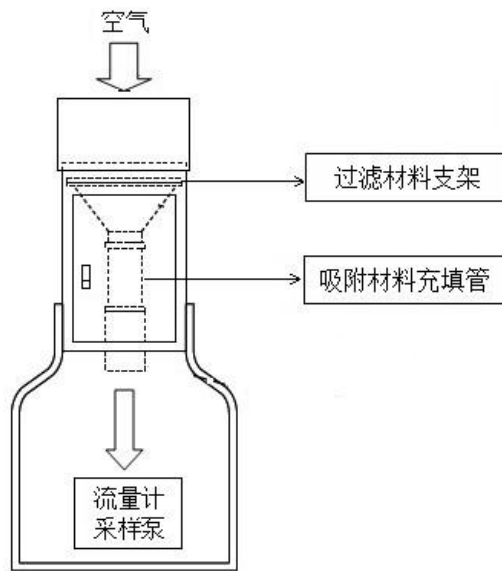 空气
过滤材料支架
吸附材料充填管
流量计
采样泵